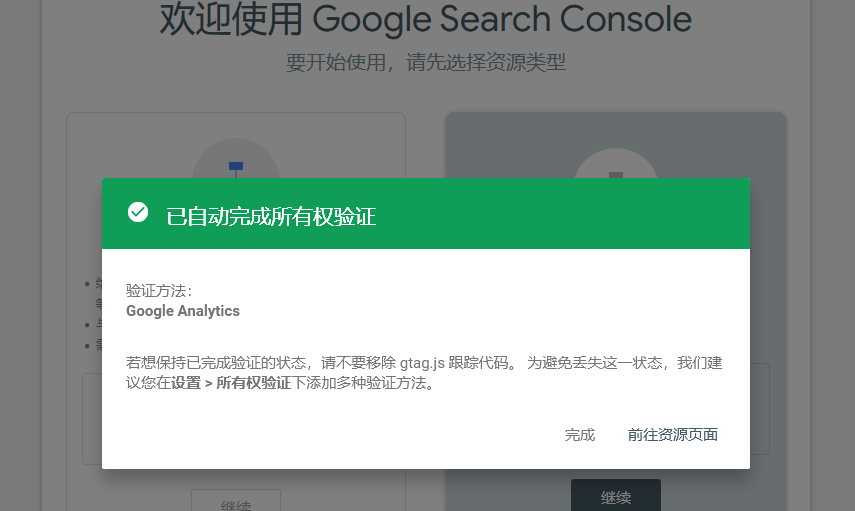 欢迎使用 Google Search Console
要开始使用，请先选择资源类型
已自动完成所有权验证
验证方法：
Google Analytics
若想保持已完成验证的状态，请不要移除 gtag.js 跟踪代码。 为避免丢失这一状态，我们建
议您在设置 > 所有权验证下添加多种验证方法。
完成
前往资源页面
继续
继续